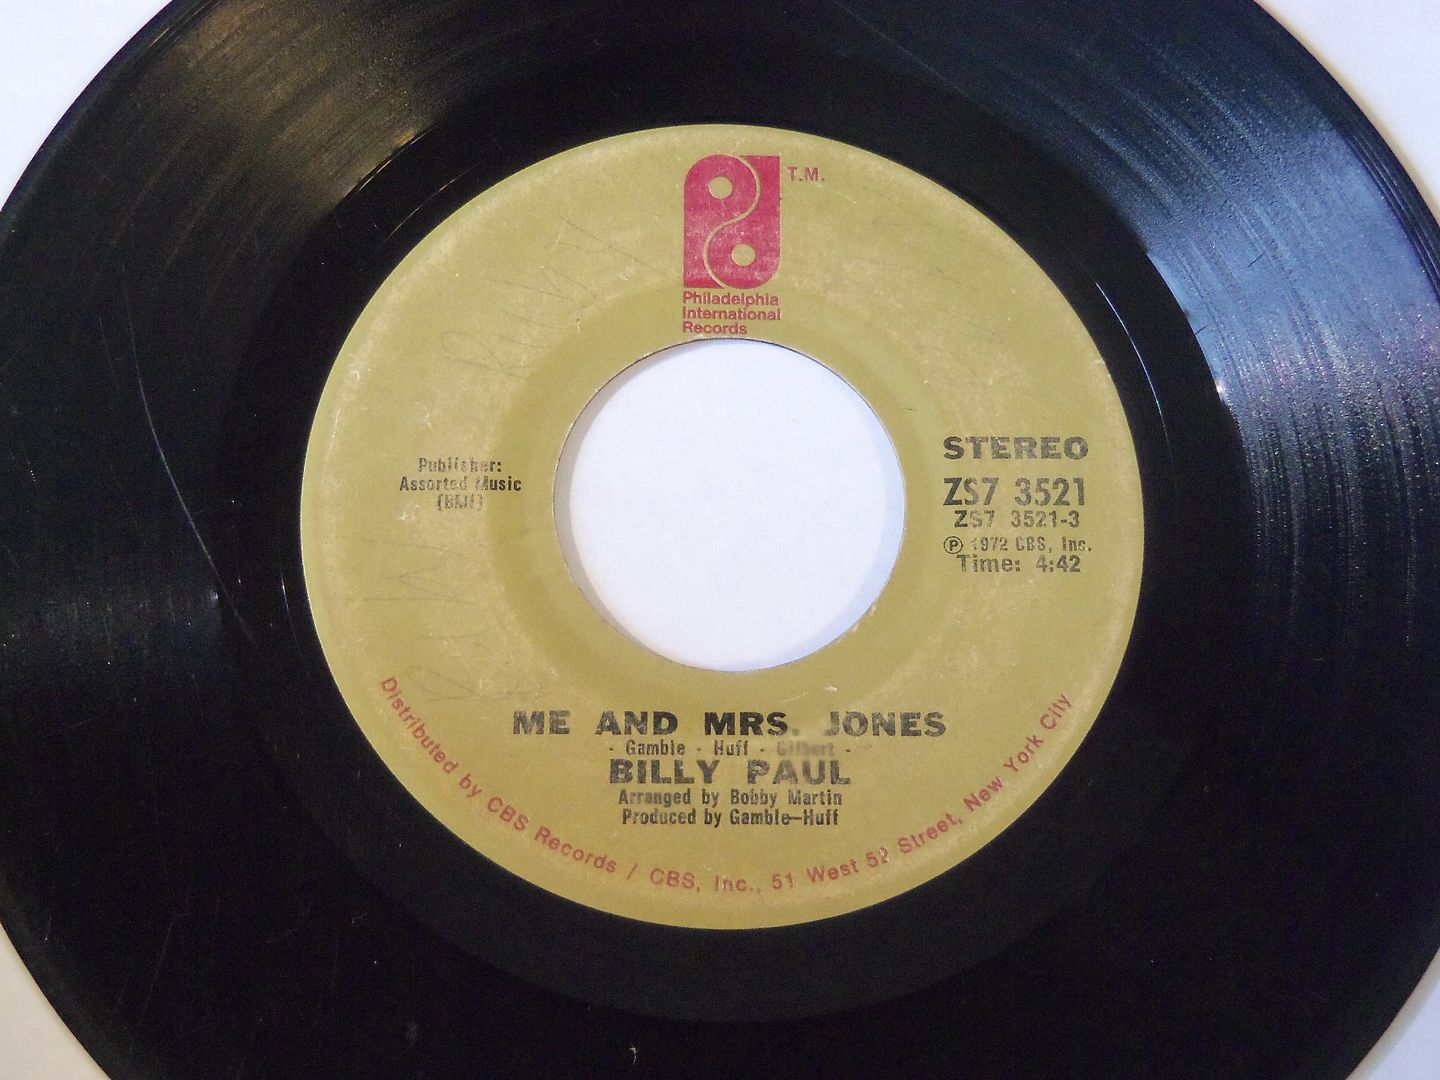 T.M.
Philadelphia
International
Records
STEREO
ZS7 3521
ZS7 3521-3
Ⓟ 1972 CBS, Inc.
Time: 4:42
Publisher:
Assorted Music
(BMI)
ME AND MRS. JONES
- Gamble - Huff - Gilbert -
BILLY PAUL
Arranged by Bobby Martin
Produced by Gamble-Huff
Distributed by CBS Records / CBS, Inc., 51 West 52 Street, New York City